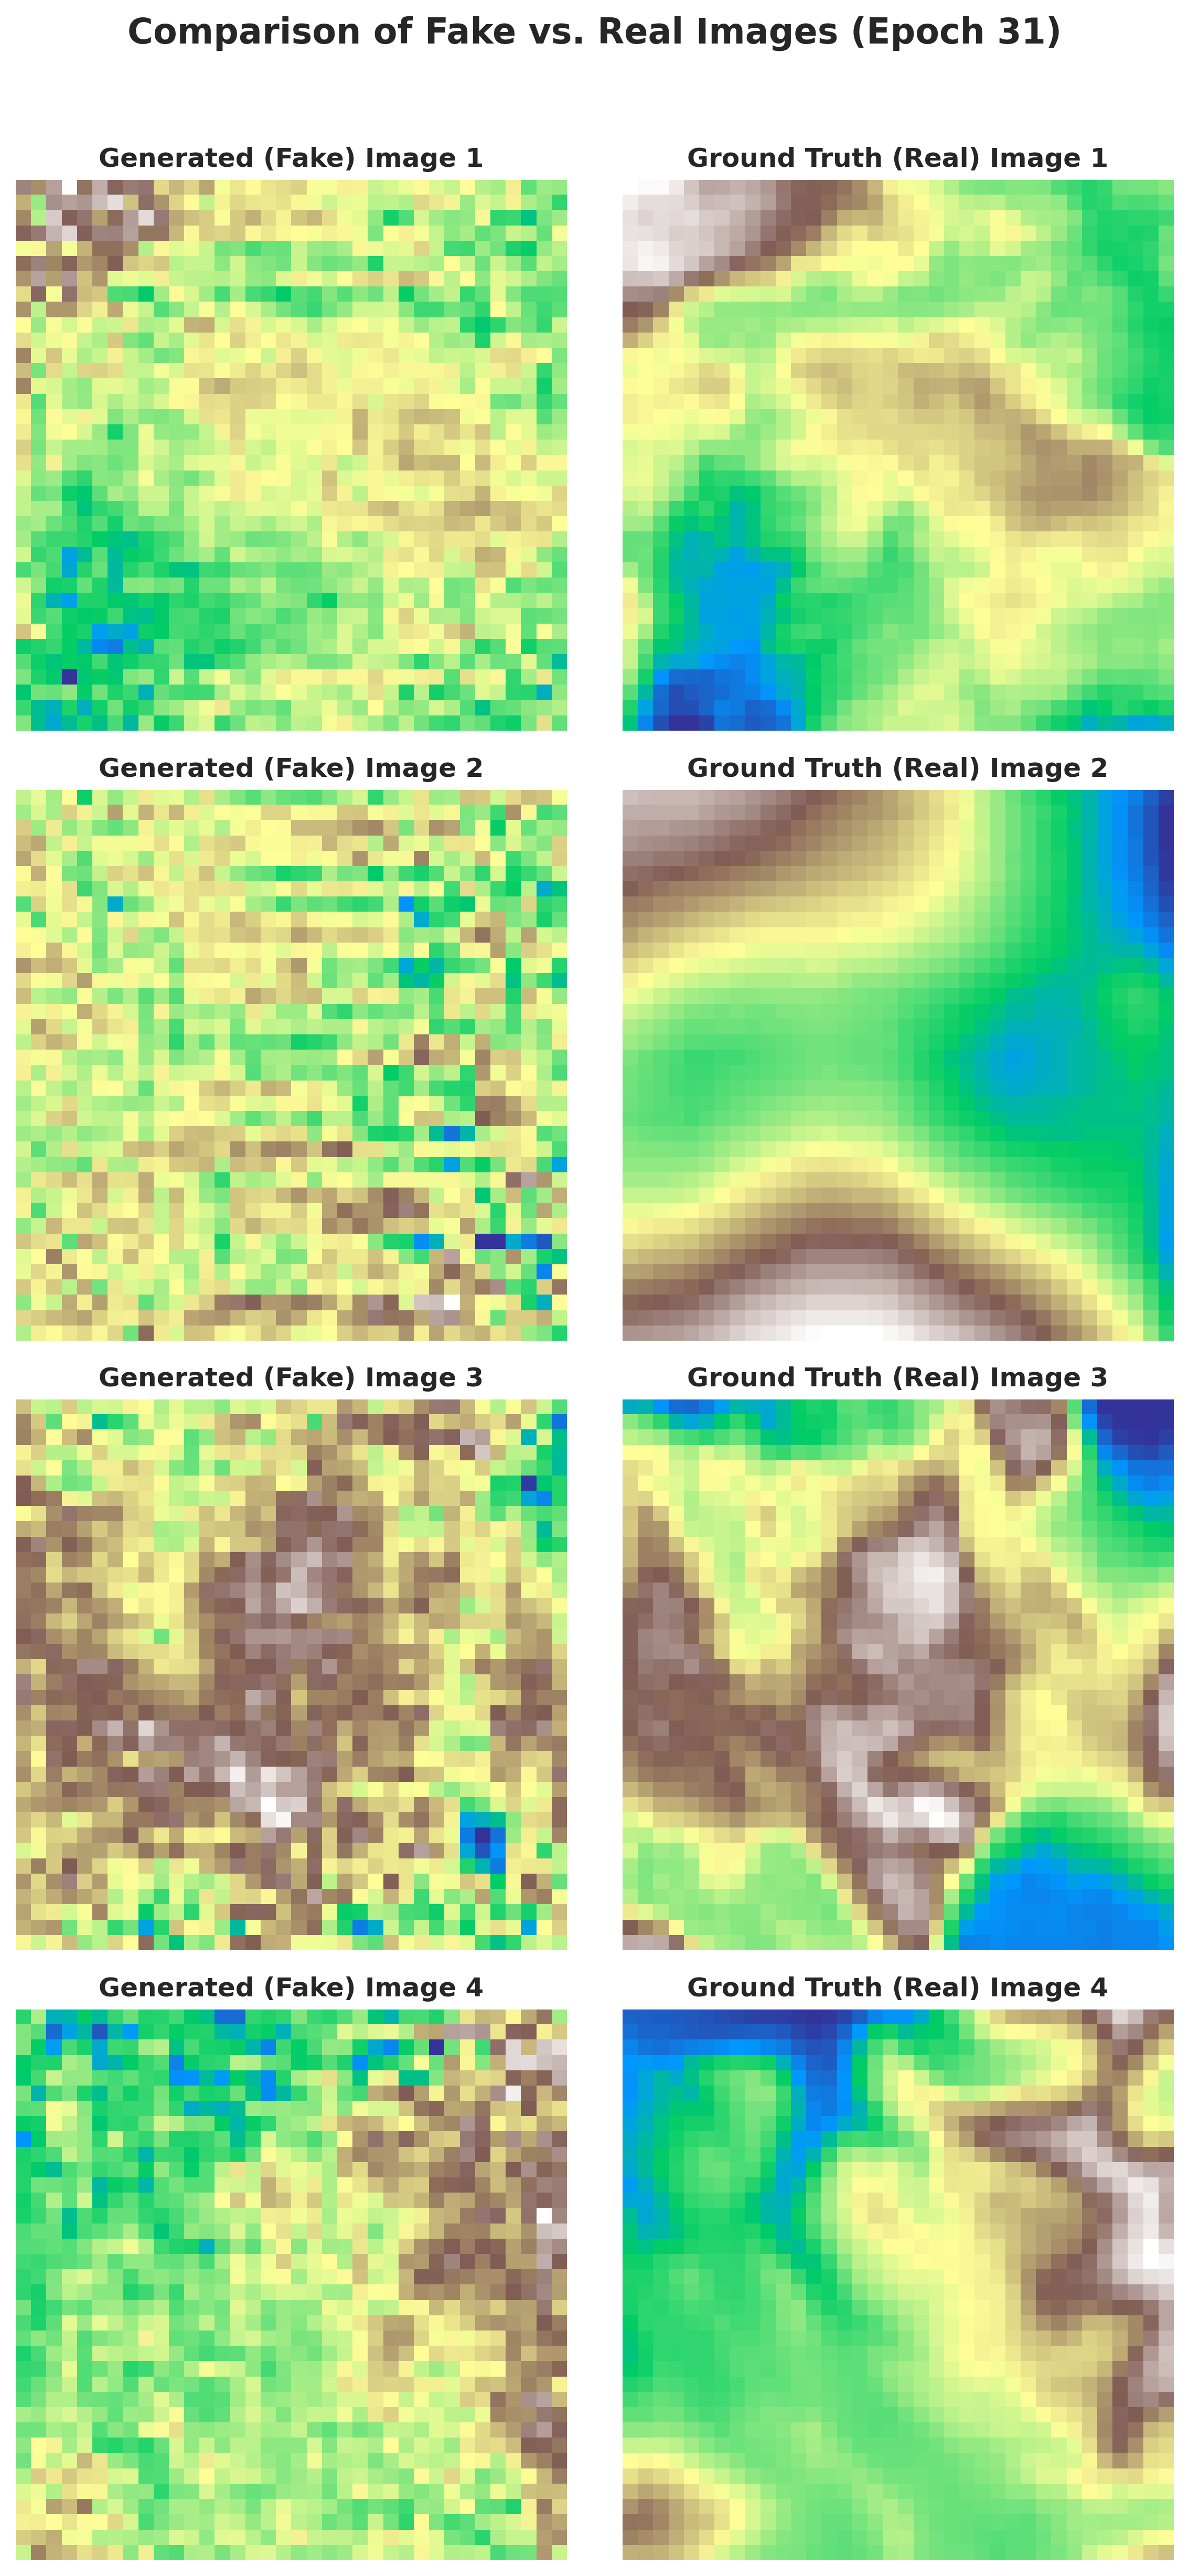 Comparison of Fake vs. Real Images (Epoch 31)
Generated (Fake) Image 1
Ground Truth (Real) Image 1
Generated (Fake) Image 2
Ground Truth (Real) Image 2
Generated (Fake) Image 3
Ground Truth (Real) Image 3
Generated (Fake) Image 4
Ground Truth (Real) Image 4